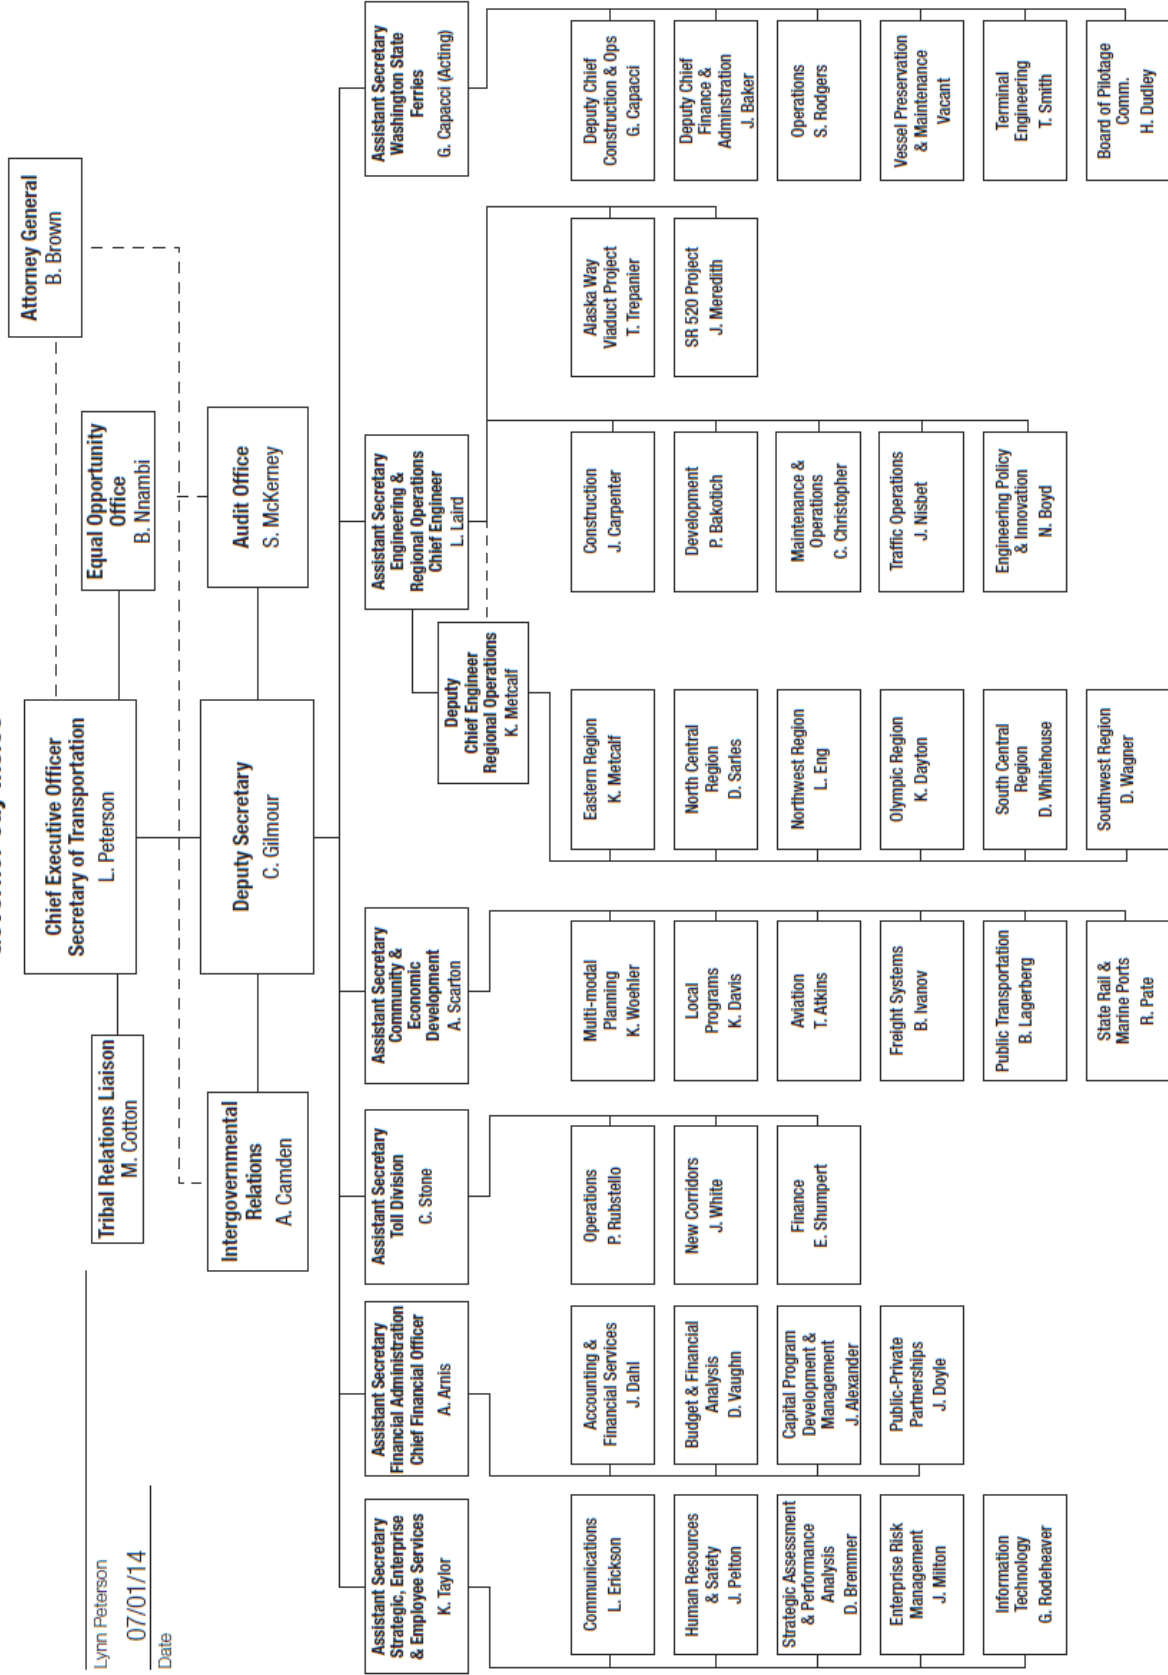 Attorney General
B. Brown
Chief Executive Officer
Secretary of Transportation
L. Peterson
Tribal Relations Liaison
M. Cotton
Equal Opportunity
Office
B. Nnambi
Lynn Peterson
07/01/14
Date
Intergovernmental
Relations
A. Camden
Deputy Secretary
C. Gilmour
Audit Office
S. McKerney
Assistant Secretary
Strategic, Enterprise
& Employee Services
K. Taylor
Communications
L. Erickson
Human Resources
& Safety
J. Pelton
Strategic Assessment
& Performance
Analysis
D. Bremmer
Enterprise Risk
Management
J. Milton
Information
Technology
G. Rodeheaver
Assistant Secretary
Financial Administration
Chief Financial Officer
A. Arnis
Accounting &
Financial Services
J. Dahl
Budget & Financial
Analysis
D. Vaughn
Capital Program
Development &
Management
J. Alexander
Public-Private
Partnerships
J. Doyle
Assistant Secretary
Toll Division
C. Stone
Operations
P. Rubstello
New Corridors
J. White
Finance
E. Shumpert
Assistant Secretary
Community &
Economic
Development
A. Scarton
Multi-modal
Planning
K. Woehler
Local
Programs
K. Davis
Aviation
T. Atkins
Freight Systems
B. Ivanov
Public Transportation
B. Lagerberg
State Rail &
Marine Ports
R. Pate
Assistant Secretary
Engineering &
Regional Operations
Chief Engineer
L. Laird
Deputy
Chief Engineer
Regional Operations
K. Metcalf
Eastern Region
K. Metcalf
North Central
Region
D. Sarles
Northwest Region
L. Eng
Olympic Region
K. Dayton
South Central
Region
D. Whitehouse
Southwest Region
D. Wagner
Construction
J. Carpenter
Development
P. Bakotich
Maintenance &
Operations
C. Christopher
Traffic Operations
J. Nisbet
Engineering Policy
& Innovation
N. Boyd
Alaska Way
Viaduct Project
T. Trepanier
SR 520 Project
J. Meredith
Assistant Secretary
Washington State
Ferries
G. Capacci (Acting)
Deputy Chief
Construction & Ops
G. Capacci
Deputy Chief
Finance &
Adminstration
J. Baker
Operations
S. Rodgers
Vessel Preservation
& Maintenance
Vacant
Terminal
Engineering
T. Smith
Board of Pilotage
Comm.
H. Dudley